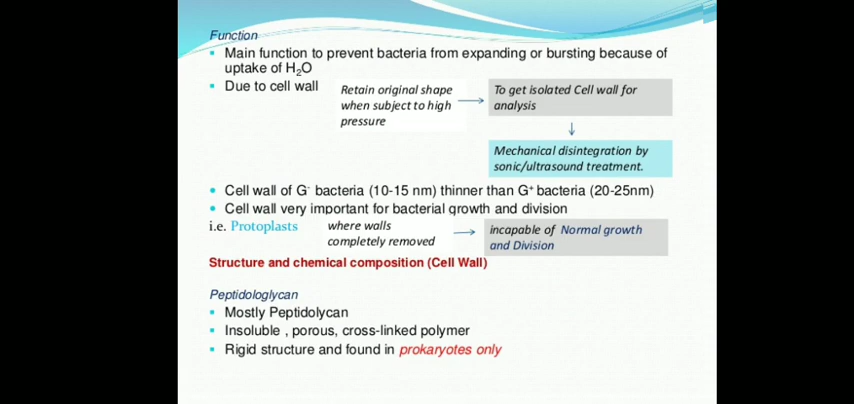 Function
Main function to prevent bacteria from expanding or bursting because of
uptake of H₂O
Due to cell wall
Retain original shape
when subject to high
pressure
To get isolated Cell wall for
analysis
Mechanical disintegration by
sonic/ultrasound treatment.
Cell wall of G⁻ bacteria (10-15 nm) thinner than G⁺ bacteria (20-25nm)
Cell wall very important for bacterial growth and division
i.e. Protoplasts
where walls
completely removed
incapable of Normal growth
and Division
Structure and chemical composition (Cell Wall)
Peptidologlycan
Mostly Peptidolycan
Insoluble , porous, cross-linked polymer
Rigid structure and found in prokaryotes only